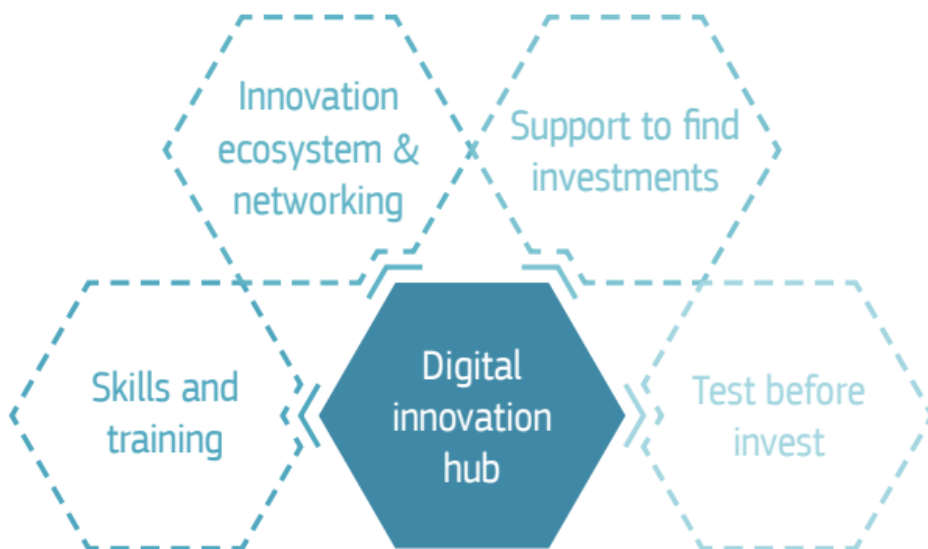 Innovation
ecosystem &
networking
Support to find
investments
Skills and
training
Digital
innovation
hub
Test before
invest